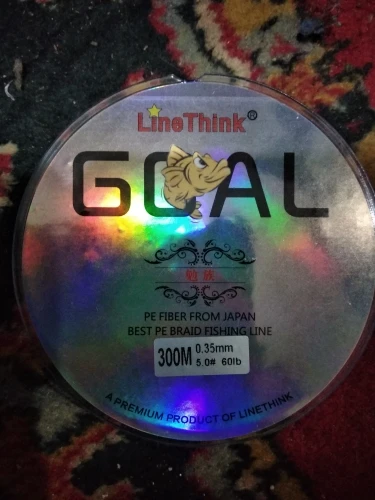 LineThink®
GOAL
PE FIBER FROM JAPAN
BEST PE BRAID FISHING LINE
300M 0.35mm
5.0# 60lb
A PREMIUM PRODUCT OF LINETHINK